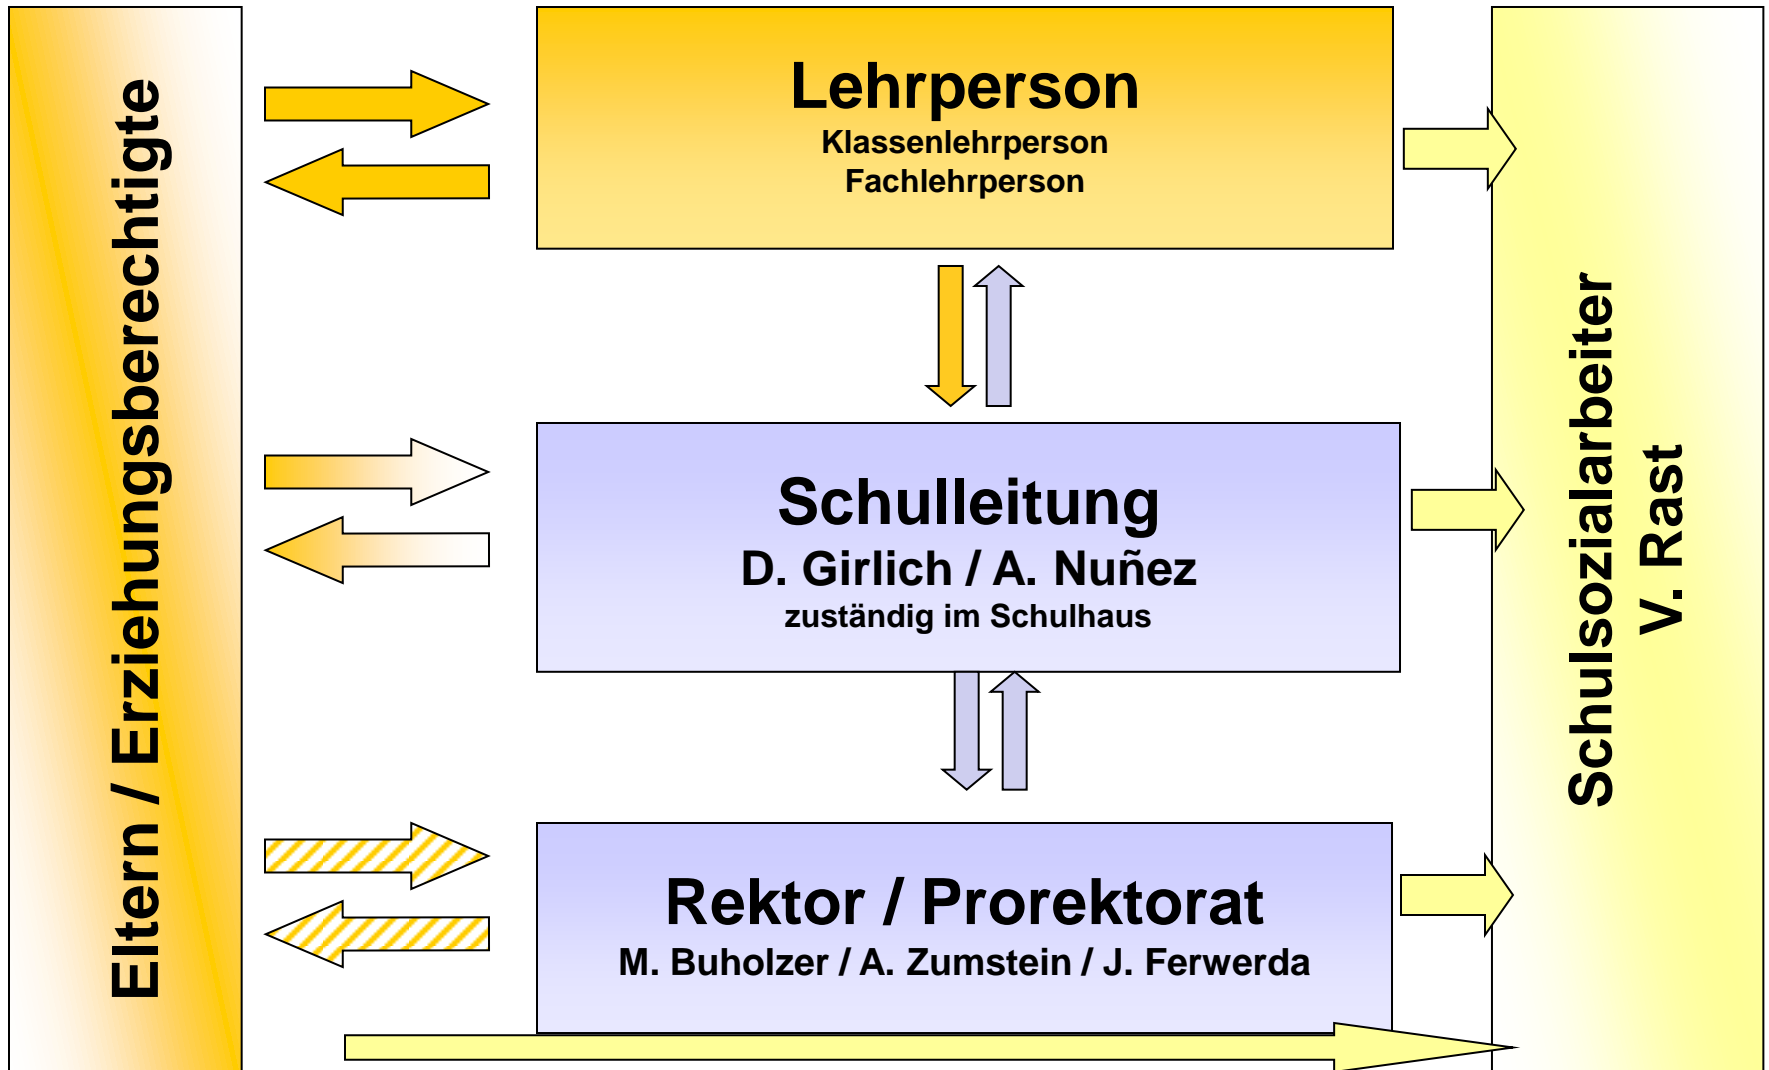 Eltern / Erziehungsberechtigte
Lehrperson
Klassenlehrperson
Fachlehrperson
Schulleitung
D. Girlich / A. Nuñez
zuständig im Schulhaus
Rektor / Prorektorat
M. Buholzer / A. Zumstein / J. Ferwerda
Schulsozialarbeiter
V. Rast